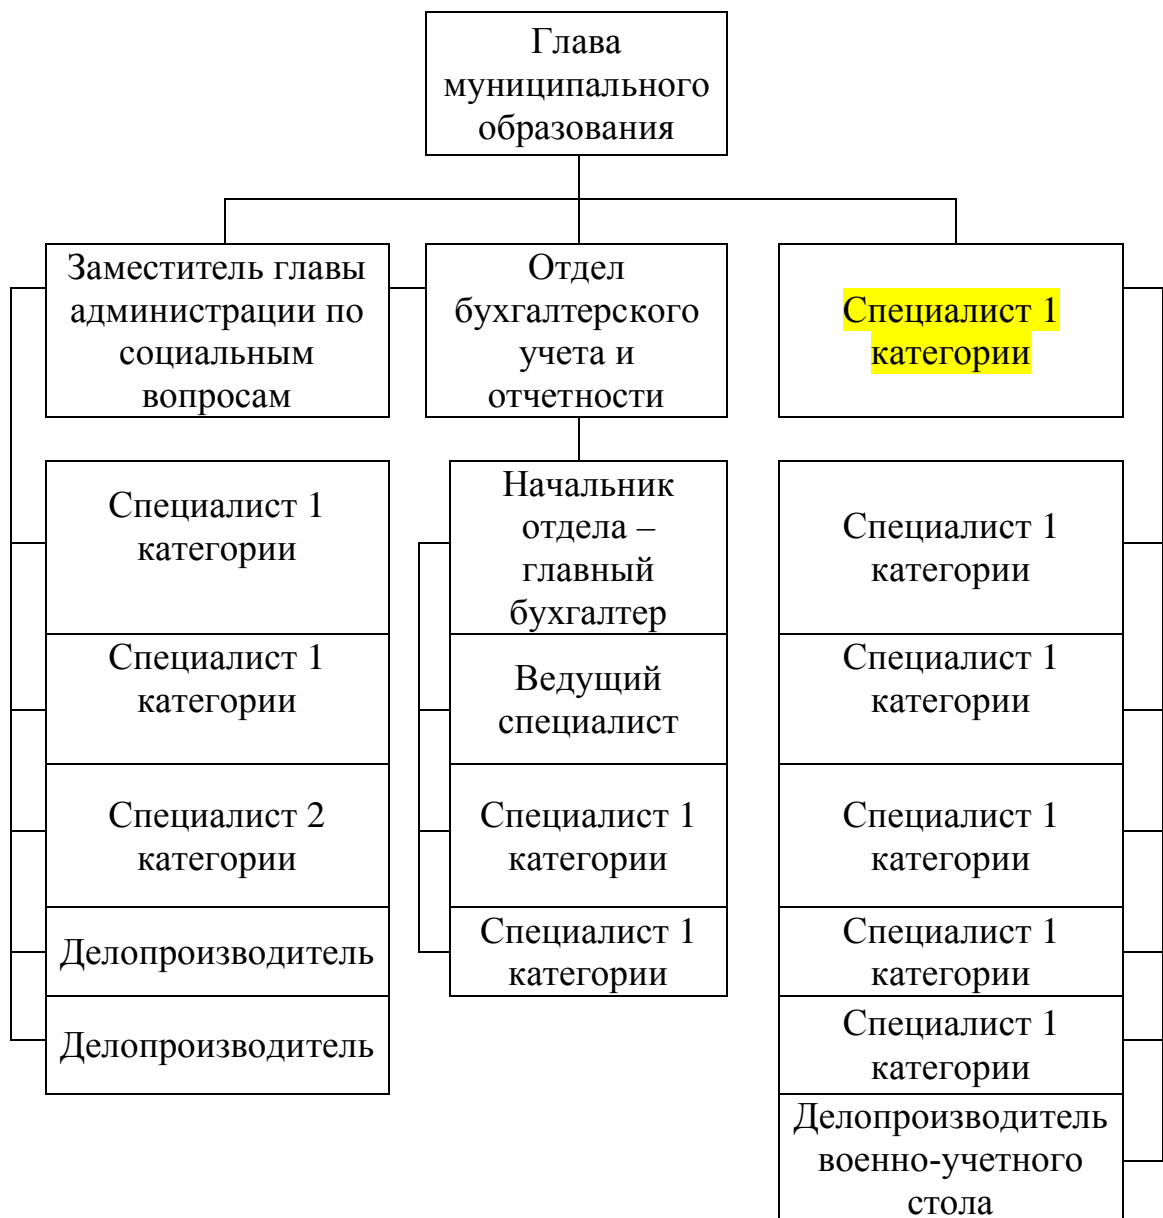 Глава
муниципального
образования
Заместитель главы
администрации по
социальным
вопросам
Отдел
бухгалтерского
учета и
отчетности
Специалист 1
категории
Специалист 1
категории
Специалист 1
категории
Специалист 2
категории
Делопроизводитель
Делопроизводитель
Начальник
отдела –
главный
бухгалтер
Ведущий
специалист
Специалист 1
категории
Специалист 1
категории
Специалист 1
категории
Специалист 1
категории
Специалист 1
категории
Специалист 1
категории
Специалист 1
категории
Делопроизводитель
военно-учетного
стола